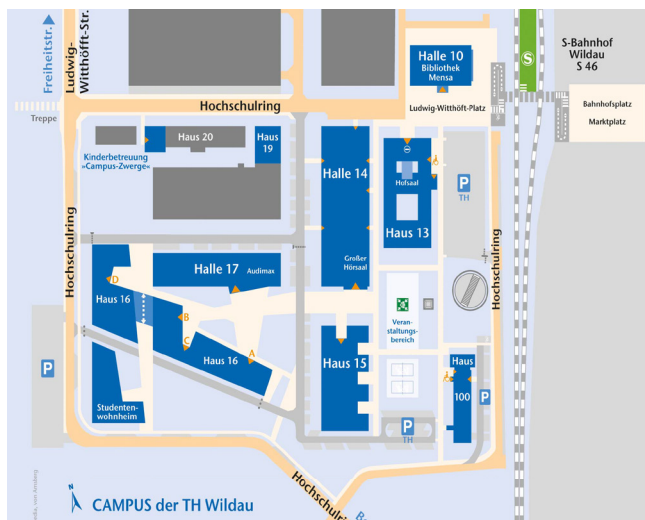 Freiheitstr.
Ludwig-
Witthöfft-Str.
Halle 10
Bibliothek
Mensa
S
S-Bahnhof
Wildau
S 46
Treppe
Hochschulring
Ludwig-Witthöft-Platz
Bahnhofsplatz
Marktplatz
Haus 20
Haus
19
Kinderbetreuung
»Campus-Zwerge«
Halle 14
Hofsaal
P
TH
Haus 13
Hochschulring
Hochschulring
Halle 17
Audimax
Großer
Hörsaal
D
Haus 16
B
C
Haus 16
A
Veran-
staltungs-
bereich
Haus 15
Haus
100
P
P
P
TH
Studenten-
wohnheim
Hochschulring
N
CAMPUS der TH Wildau